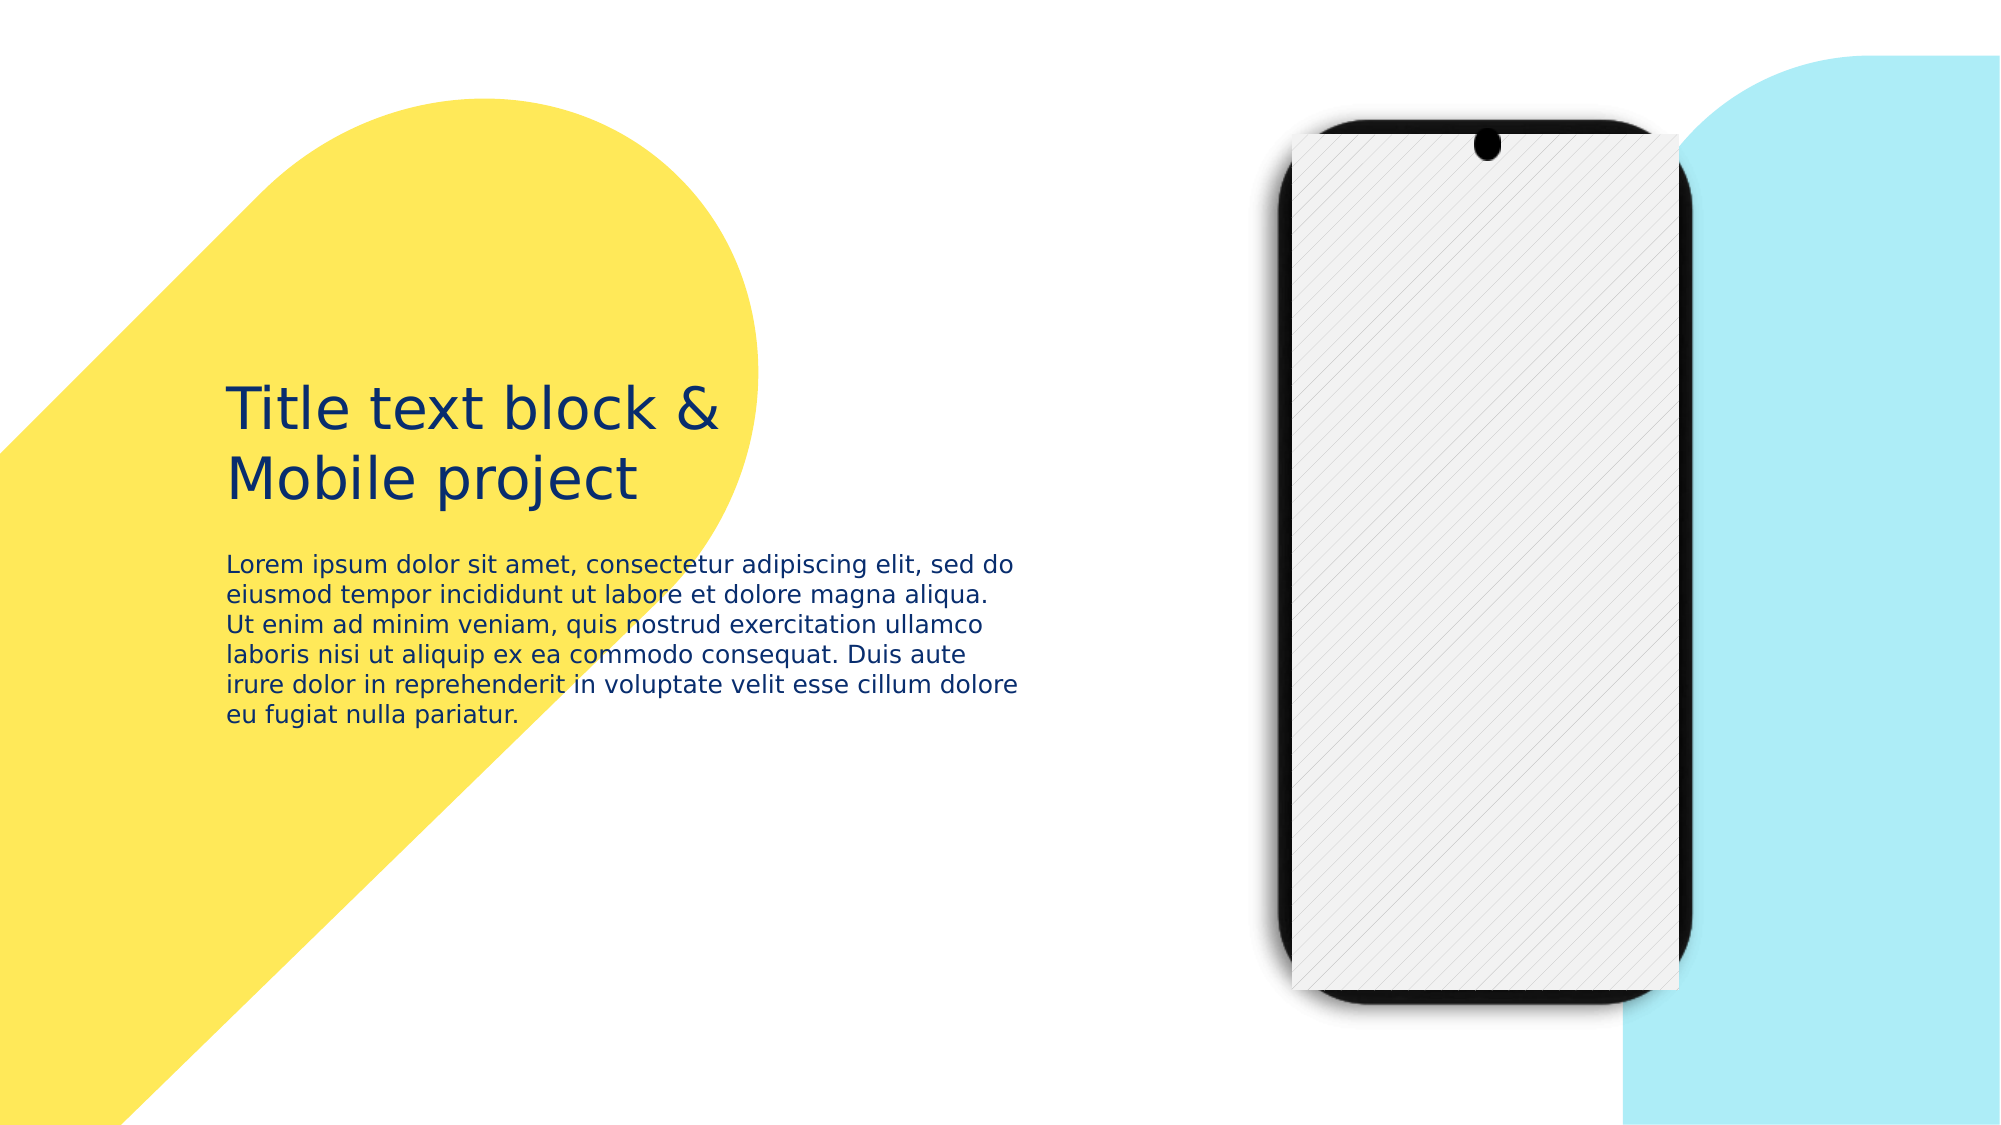 Title text block &
Mobile project
Lorem ipsum dolor sit amet, consectetur adipiscing elit, sed do
eiusmod tempor incididunt ut labore et dolore magna aliqua.
Ut enim ad minim veniam, quis nostrud exercitation ullamco
laboris nisi ut aliquip ex ea commodo consequat. Duis aute
irure dolor in reprehenderit in voluptate velit esse cillum dolore
eu fugiat nulla pariatur.